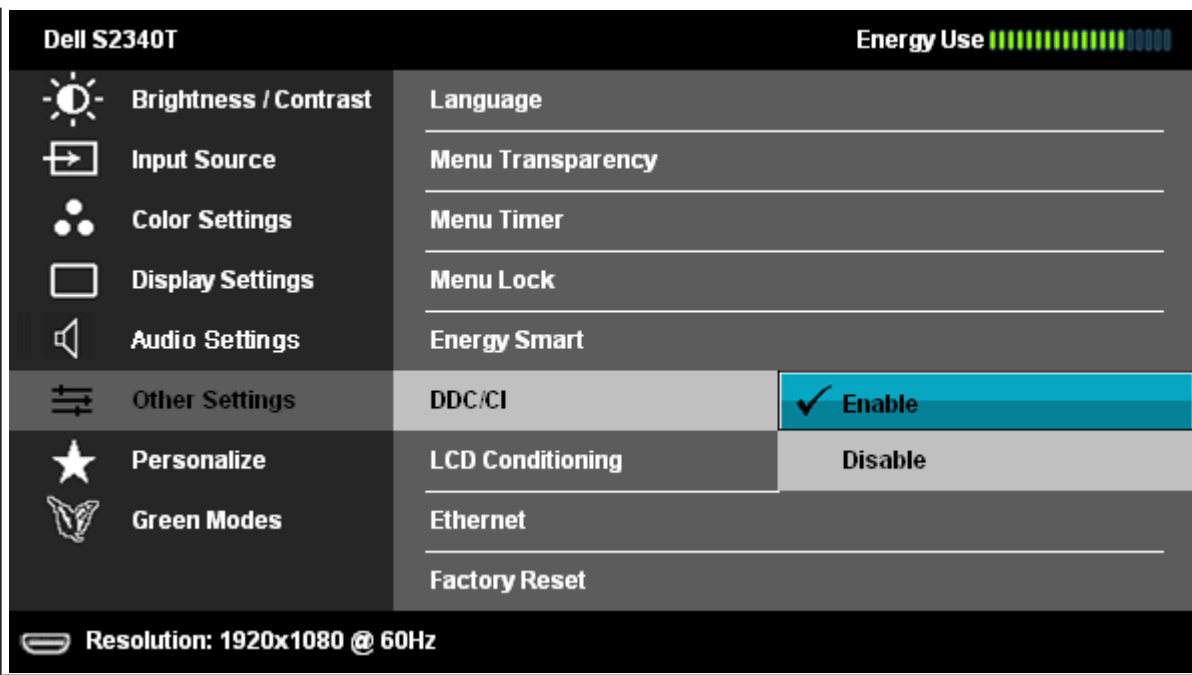 Dell S2340T Energy Use
Brightness / Contrast Language
Input Source Menu Transparency
Color Settings Menu Timer
Display Settings Menu Lock
Audio Settings Energy Smart
Other Settings DDC/CI ✓ Enable
Personalize LCD Conditioning Disable
Green Modes Ethernet
Factory Reset
Resolution: 1920x1080 @ 60Hz